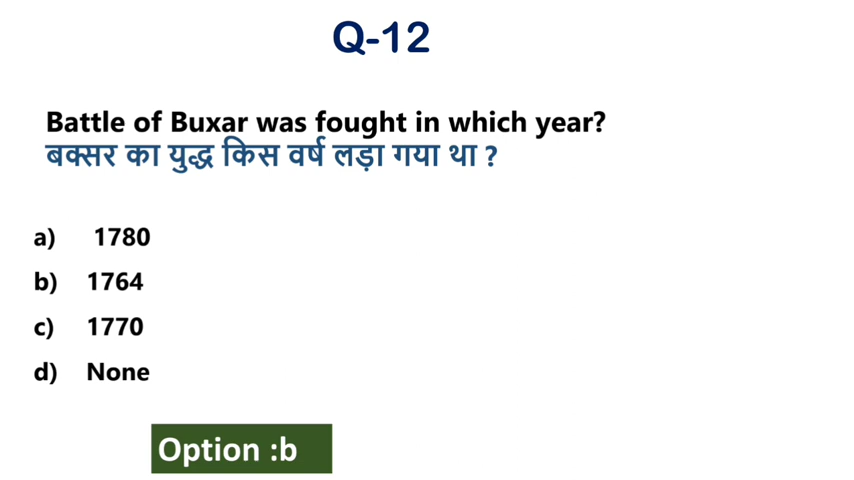 Q-12
Battle of Buxar was fought in which year?
बक्सर का युद्ध किस वर्ष लड़ा गया था ?
a) 1780
b) 1764
c) 1770
d) None
Option :b